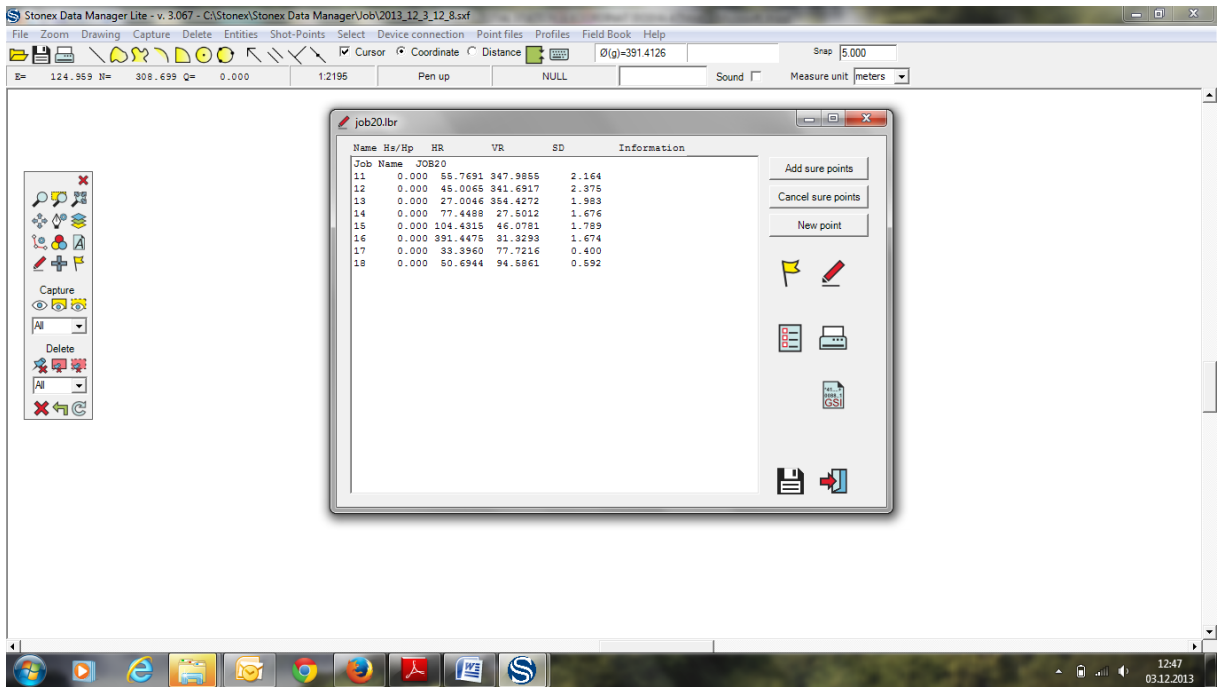 Stonex Data Manager Lite - v. 3.067 - C:\Stonex\Stonex Data Manager\Job\2013_12_3_12_8.sxf
File Zoom Drawing Capture Delete Entities Shot-Points Select Device connection Point files Profiles Field Book Help
Cursor Coordinate Distance Ø(g)=391.4126 Snap 5.000
E= 124.959 N= 308.699 Q= 0.000 1:2195 Pen up NULL Sound Measure unit meters
job20.lbr
Name Hs/Hp HR VR SD Information
Job Name JOB20
11 0.000 55.7691 347.9855 2.164
12 0.000 45.0065 341.6917 2.375
13 0.000 27.0046 354.4272 1.983
14 0.000 77.4488 27.5012 1.676
15 0.000 104.4315 46.0781 1.789
16 0.000 391.4475 31.3293 1.674
17 0.000 33.3960 77.7216 0.400
18 0.000 50.6944 94.5861 0.592
Add sure points
Cancel sure points
New point
GSI
Capture
All
Delete
All
12:47
03.12.2013